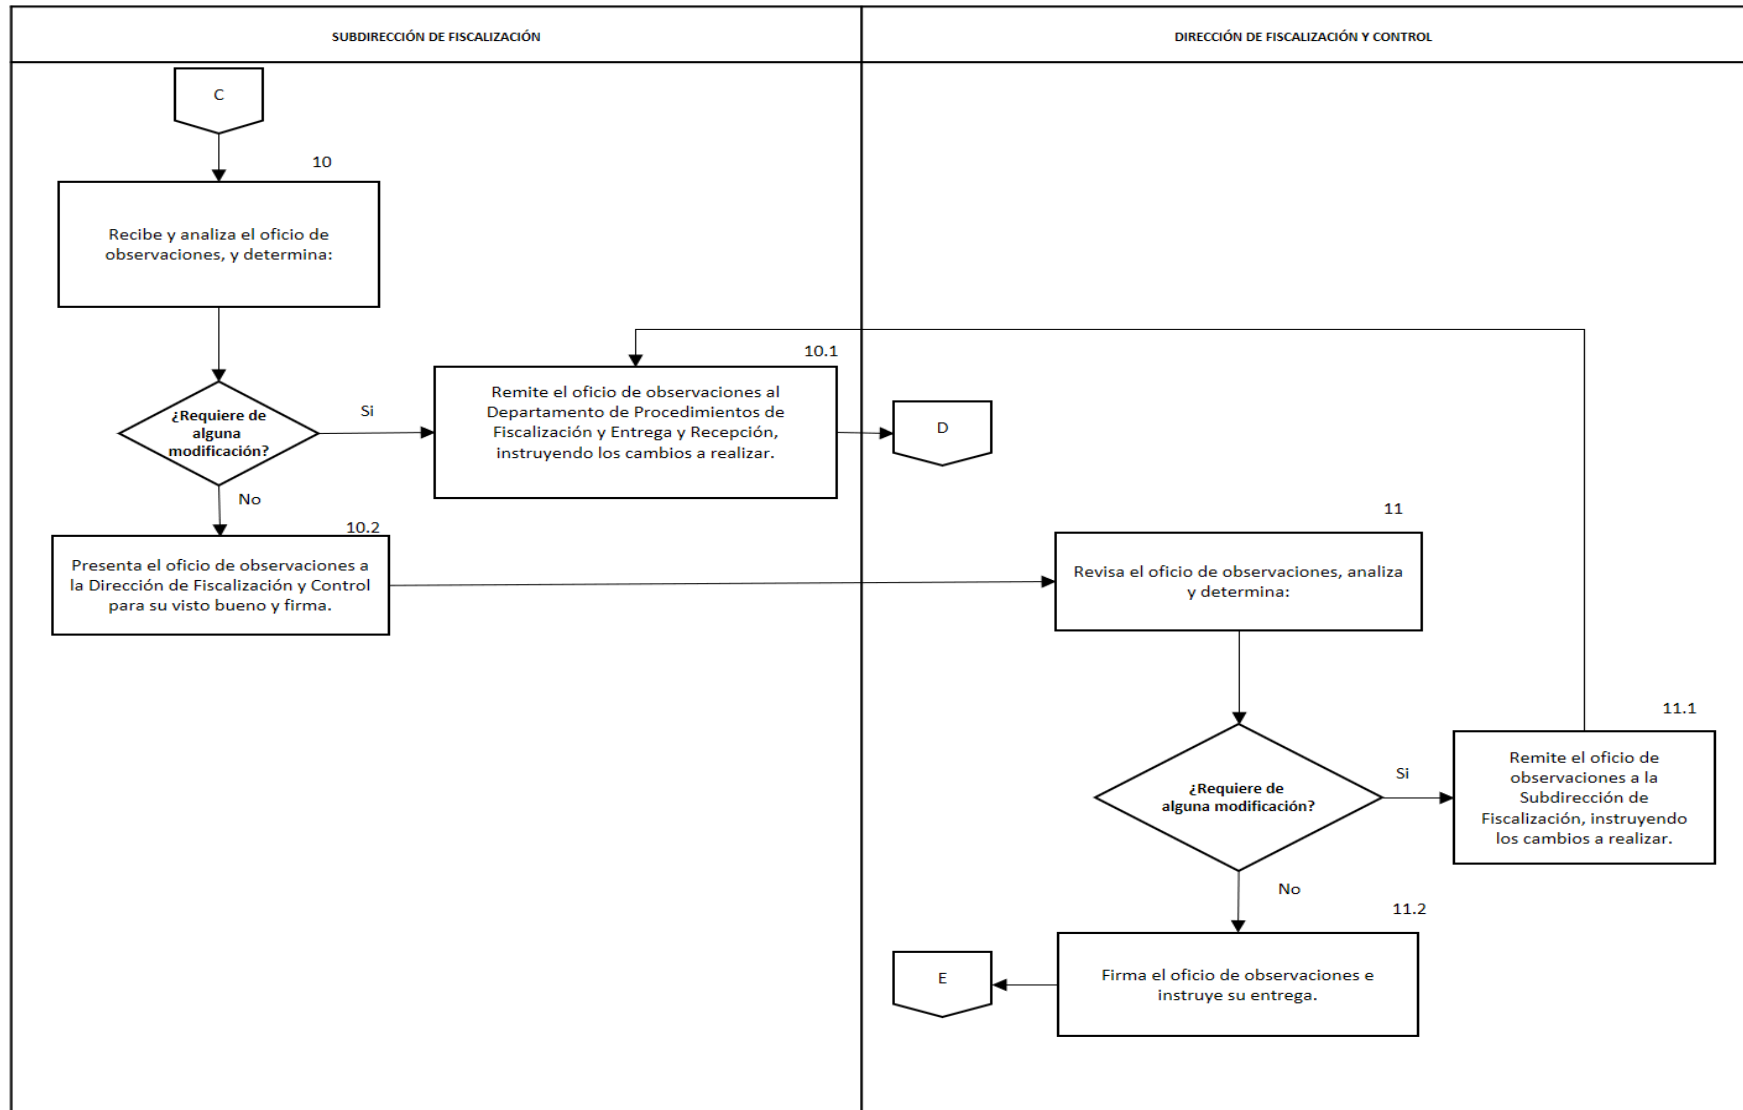 SUBDIRECCIÓN DE FISCALIZACIÓN
DIRECCIÓN DE FISCALIZACIÓN Y CONTROL
C
10
Recibe y analiza el oficio de
observaciones, y determina:
¿Requiere de
alguna
modificación?
Si
No
10.1
Remite el oficio de observaciones al
Departamento de Procedimientos de
Fiscalización y Entrega y Recepción,
instruyendo los cambios a realizar.
D
10.2
Presenta el oficio de observaciones a
la Dirección de Fiscalización y Control
para su visto bueno y firma.
11
Revisa el oficio de observaciones, analiza
y determina:
¿Requiere de
alguna modificación?
Si
No
11.1
Remite el oficio de
observaciones a la
Subdirección de
Fiscalización, instruyendo
los cambios a realizar.
11.2
Firma el oficio de observaciones e
instruye su entrega.
E